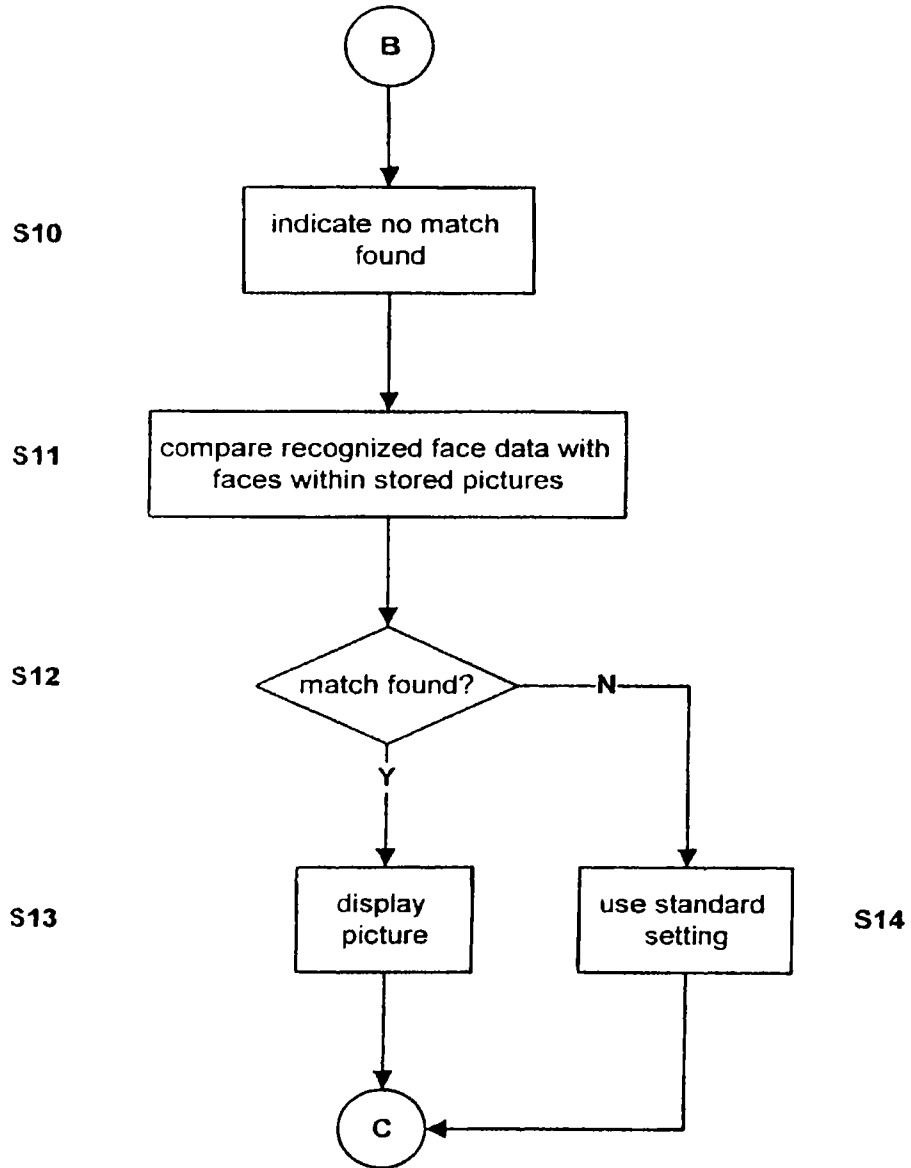 B
S10
indicate no match
found
S11
compare recognized face data with
faces within stored pictures
S12
match found?
N
Y
S13
display
picture
use standard
setting
S14
C